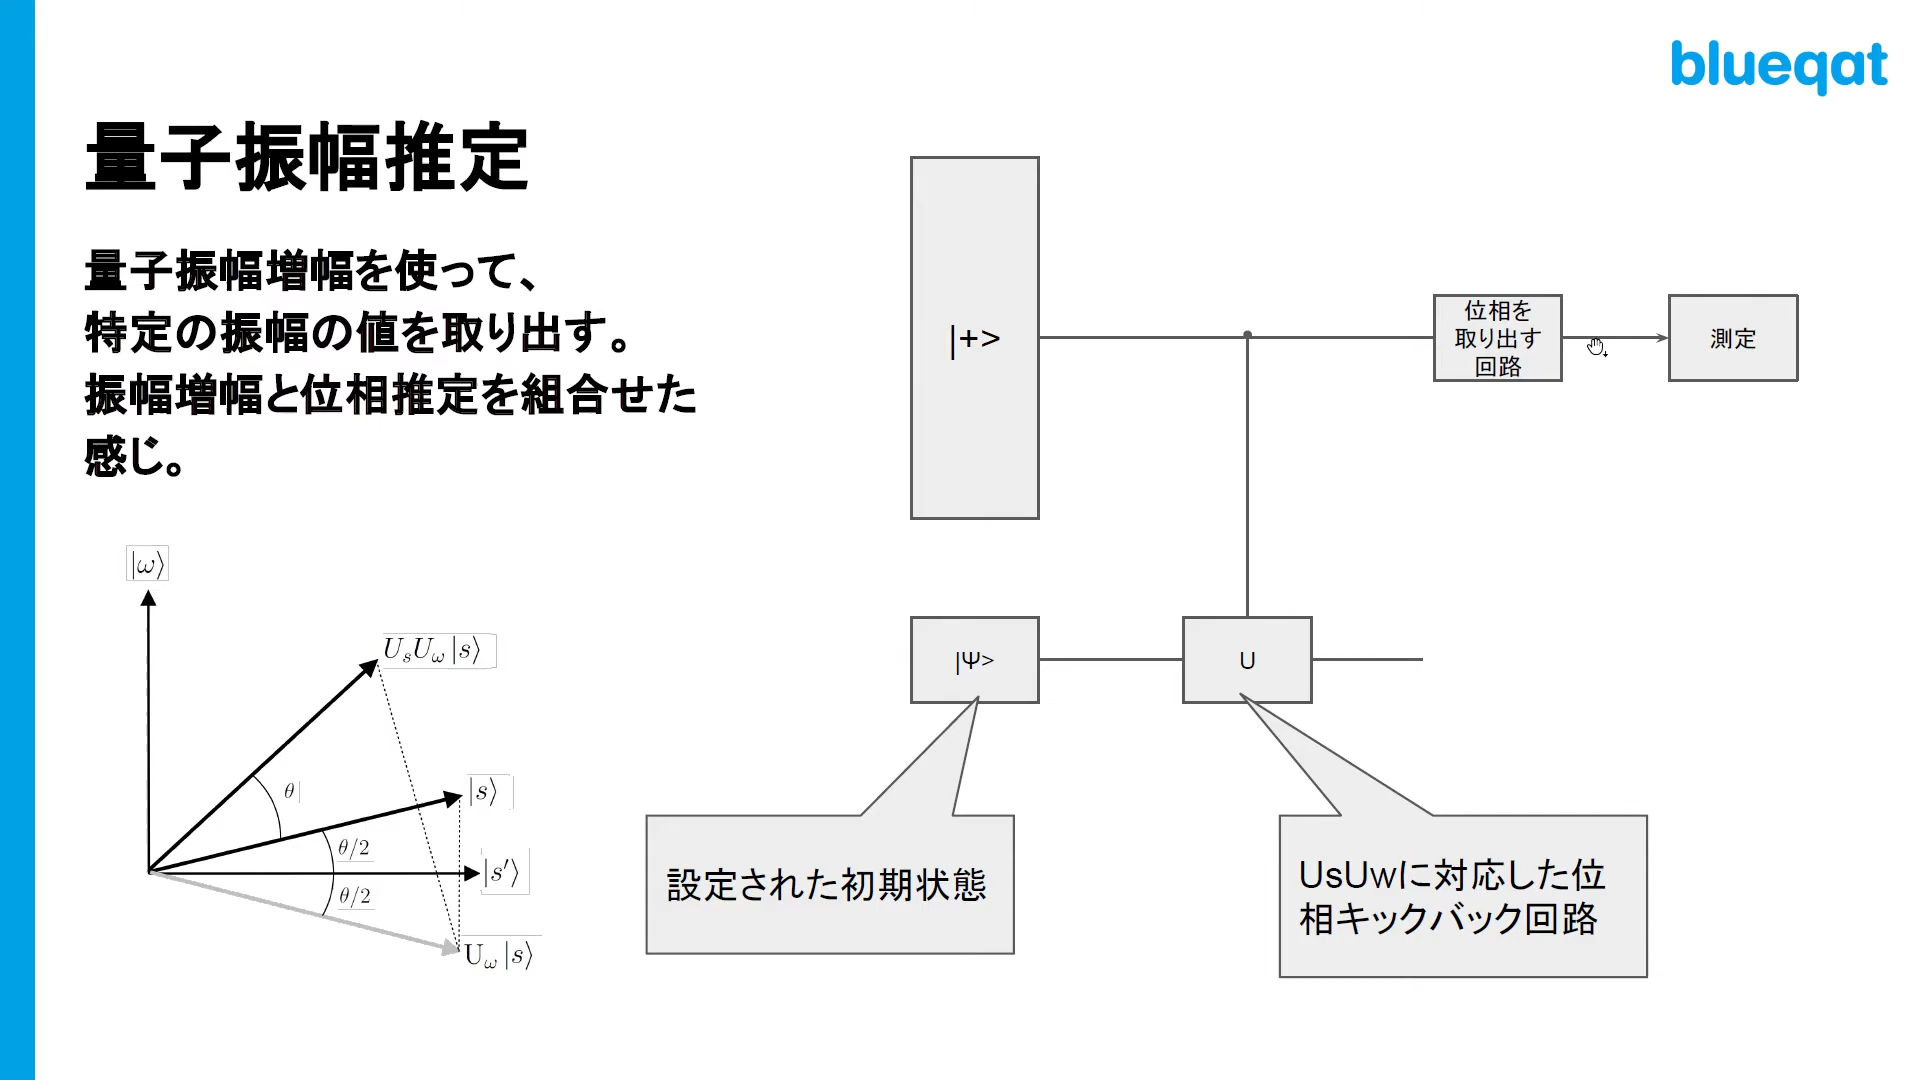 blueqat
量子振幅推定
量子振幅増幅を使って、
特定の振幅の値を取り出す。
振幅増幅と位相推定を組合せた
感じ。
|+>
位相を
取り出す
回路
測定
|Ψ>
U
設定された初期状態
UsUwに対応した位
相キックバック回路
|ω⟩
UₛU_ω|s⟩
θ
|s⟩
θ/2
|s′⟩
θ/2
U_ω|s⟩